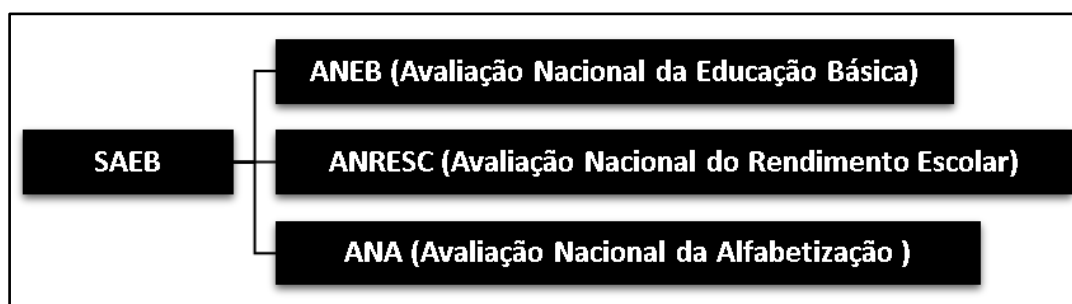 ANEB (Avaliação Nacional da Educação Básica)
SAEB
ANRESC (Avaliação Nacional do Rendimento Escolar)
ANA (Avaliação Nacional da Alfabetização )